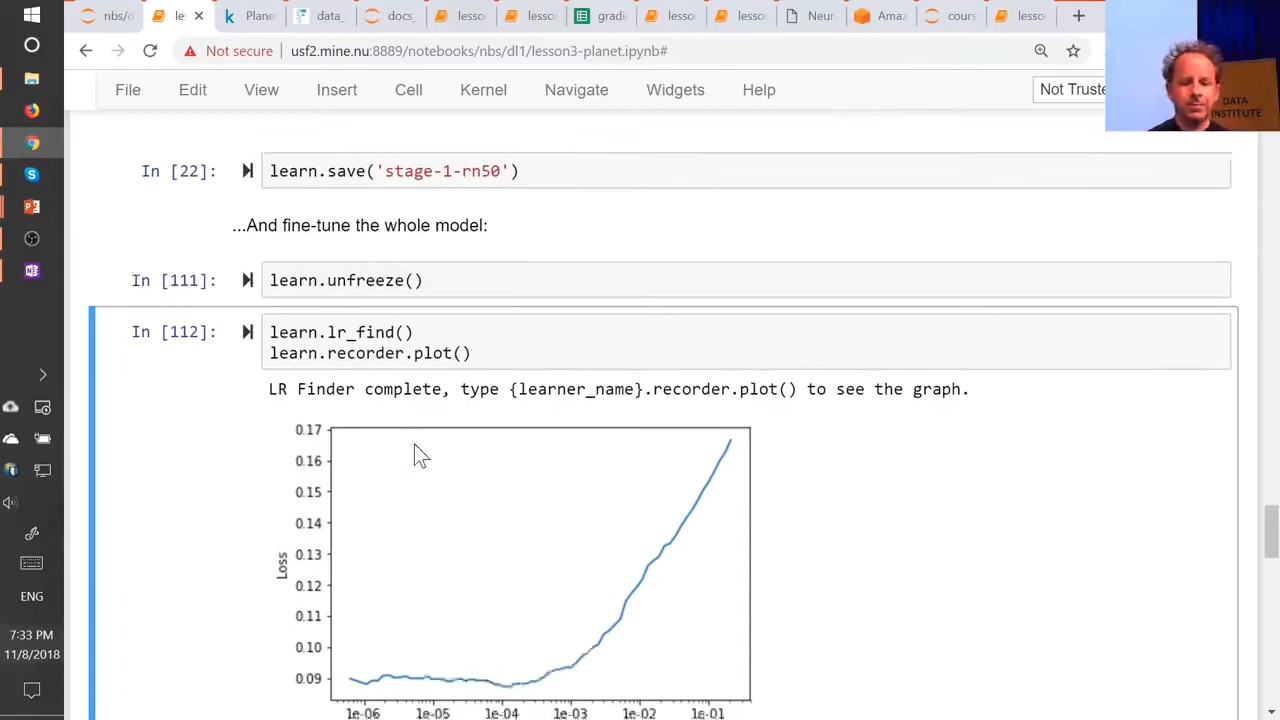 nbs/d
le
Plane
data_
docs_
lesso
lesso
gradi
lesso
lesso
Neura
Amaz
cours
lesso
Not secure
usf2.mine.nu:8889/notebooks/nbs/dl1/lesson3-planet.ipynb#
File Edit View Insert Cell Kernel Navigate Widgets Help
Not Truste
DATA
INSTITUTE
In [22]: learn.save('stage-1-rn50')
...And fine-tune the whole model:
In [111]: learn.unfreeze()
In [112]: learn.lr_find()
learn.recorder.plot()
LR Finder complete, type {learner_name}.recorder.plot() to see the graph.
0.17
0.16
0.15
0.14
0.13
0.12
0.11
0.10
0.09
Loss
1e-06 1e-05 1e-04 1e-03 1e-02 1e-01
ENG
7:33 PM
11/8/2018